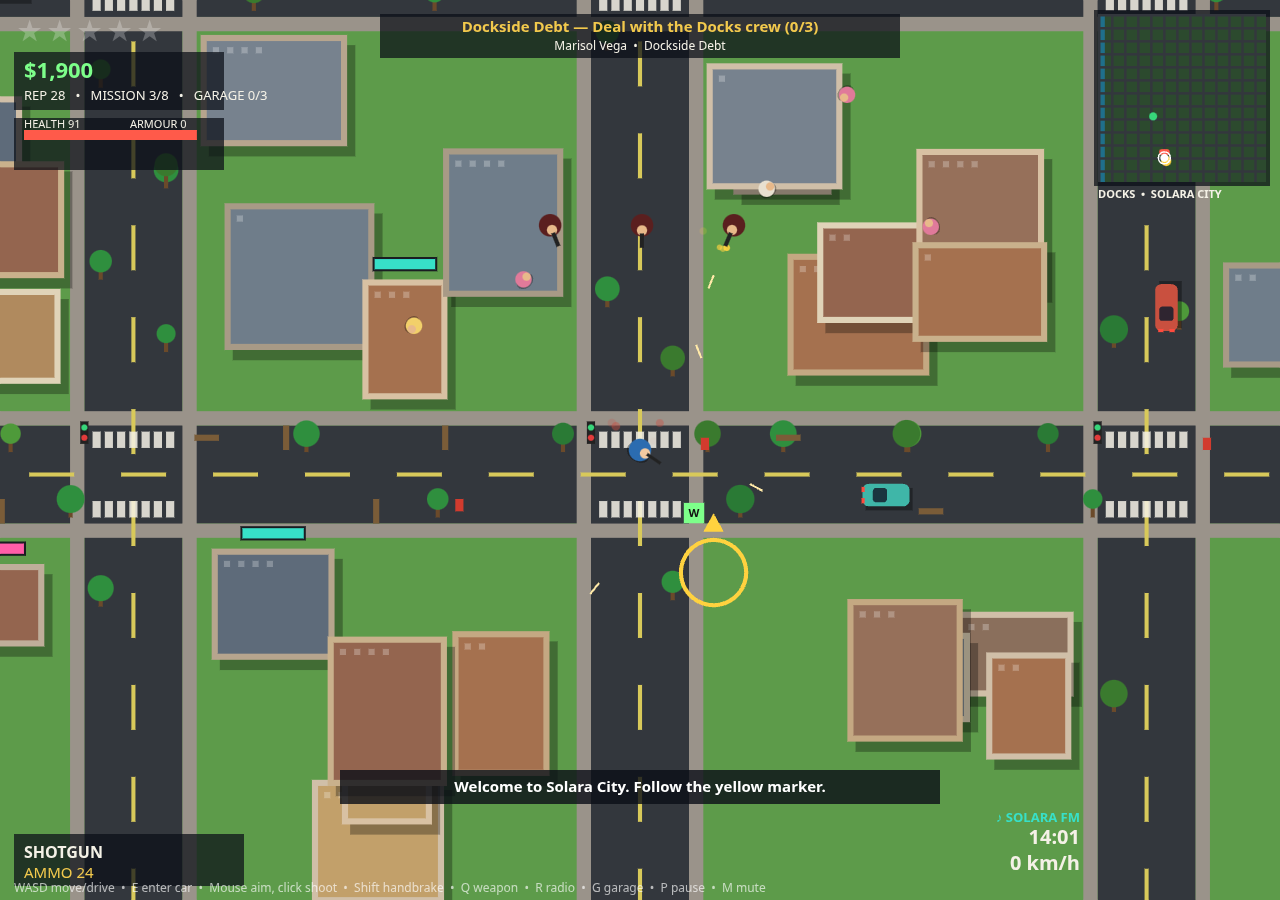 Dockside Debt — Deal with the Docks crew (0/3)
Marisol Vega • Dockside Debt
$1,900
REP 28 • MISSION 3/8 • GARAGE 0/3
HEALTH 91 ARMOUR 0
DOCKS • SOLARA CITY
W
Welcome to Solara City. Follow the yellow marker.
♪ SOLARA FM
14:01
0 km/h
SHOTGUN
AMMO 24
WASD move/drive • E enter car • Mouse aim, click shoot • Shift handbrake • Q weapon • R radio • G garage • P pause • M mute